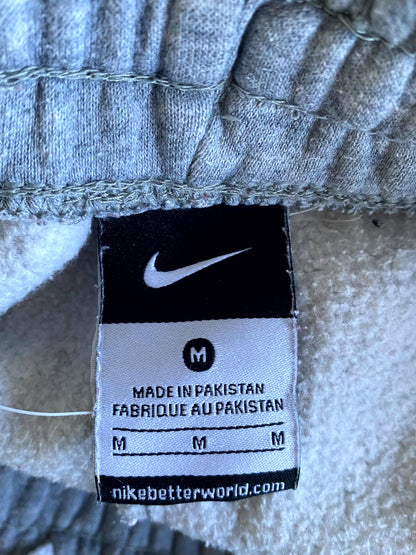 M
MADE IN PAKISTAN
FABRIQUE AU PAKISTAN
M M M
nikebetterworld.com